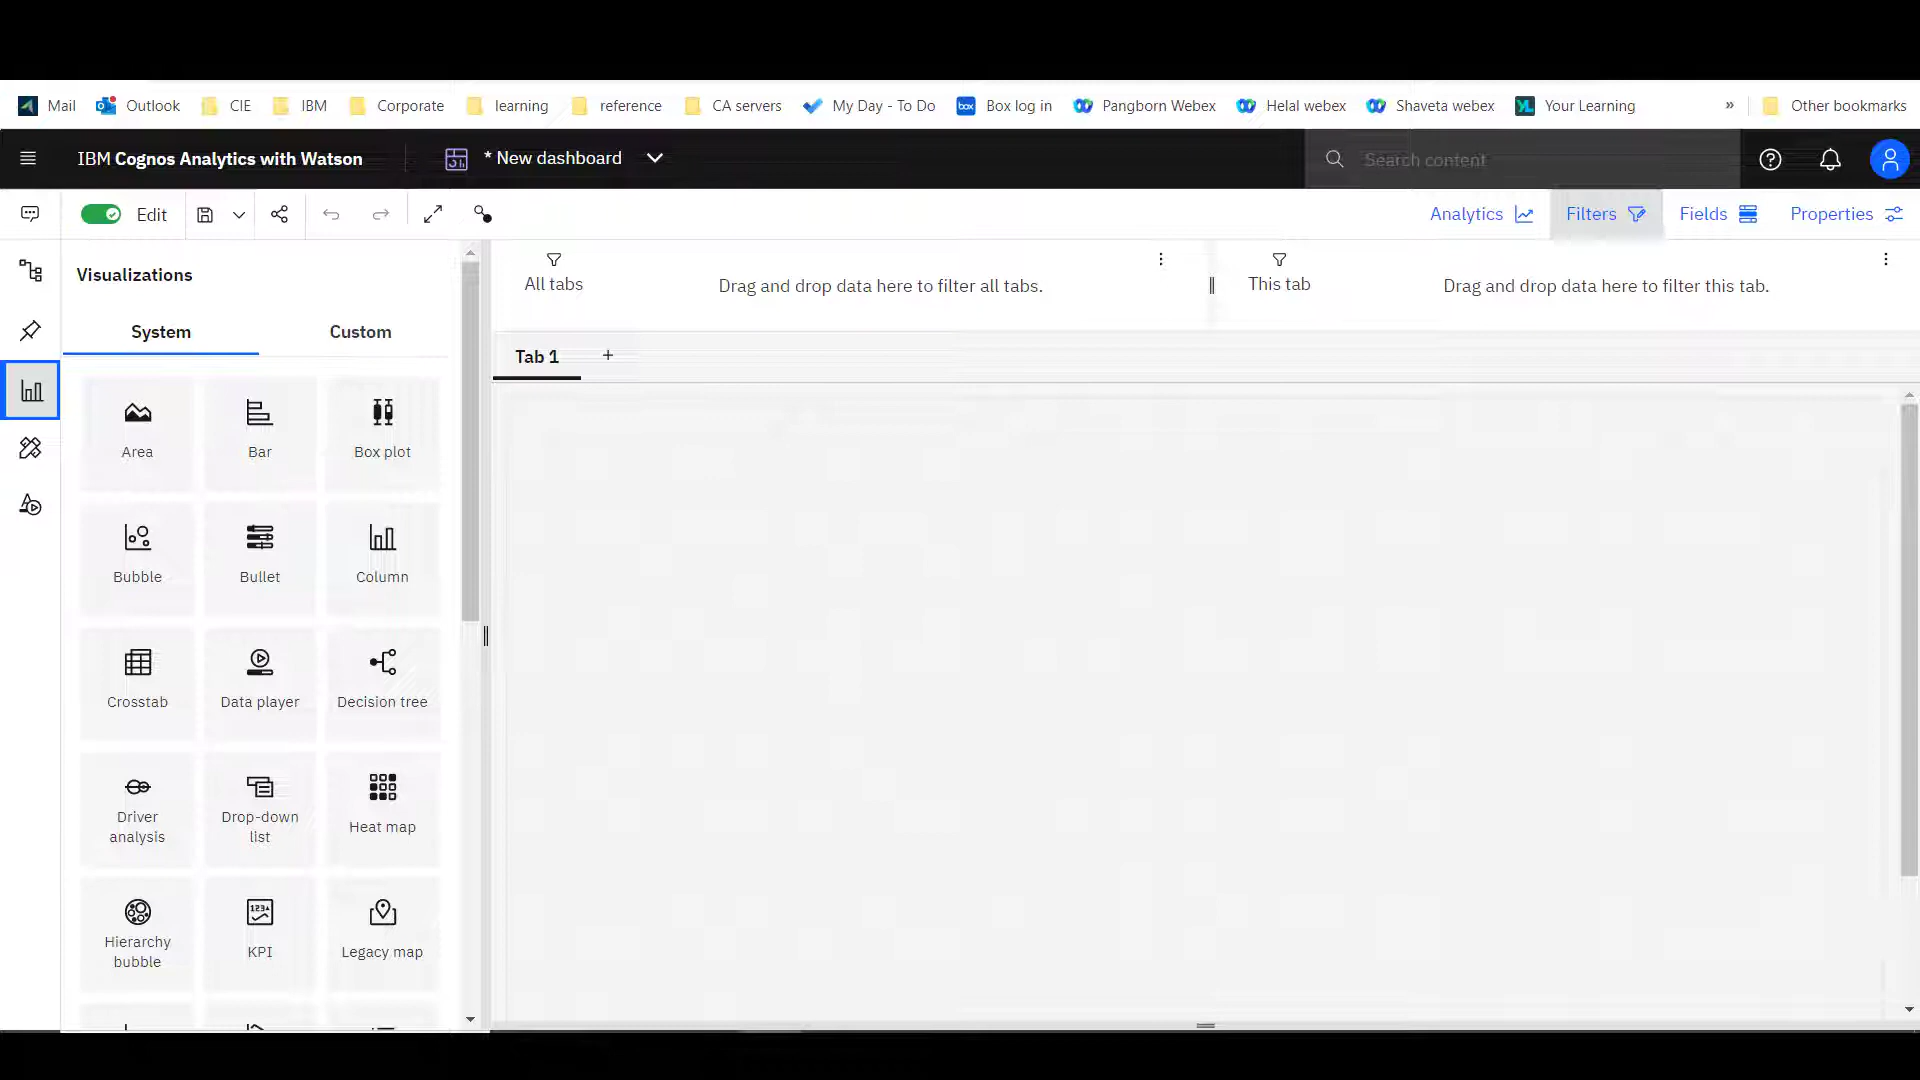 Mail Outlook CIE IBM Corporate learning reference CA servers My Day - To Do box Box log in Pangborn Webex Helal webex Shaveta webex YL Your Learning » Other bookmarks
IBM Cognos Analytics with Watson * New dashboard Search content
Edit Analytics Filters Fields Properties
Visualizations
System Custom
Area Bar Box plot
Bubble Bullet Column
Crosstab Data player Decision tree
Driver analysis Drop-down list Heat map
Hierarchy bubble KPI Legacy map
All tabs Drag and drop data here to filter all tabs. This tab Drag and drop data here to filter this tab.
Tab 1 +